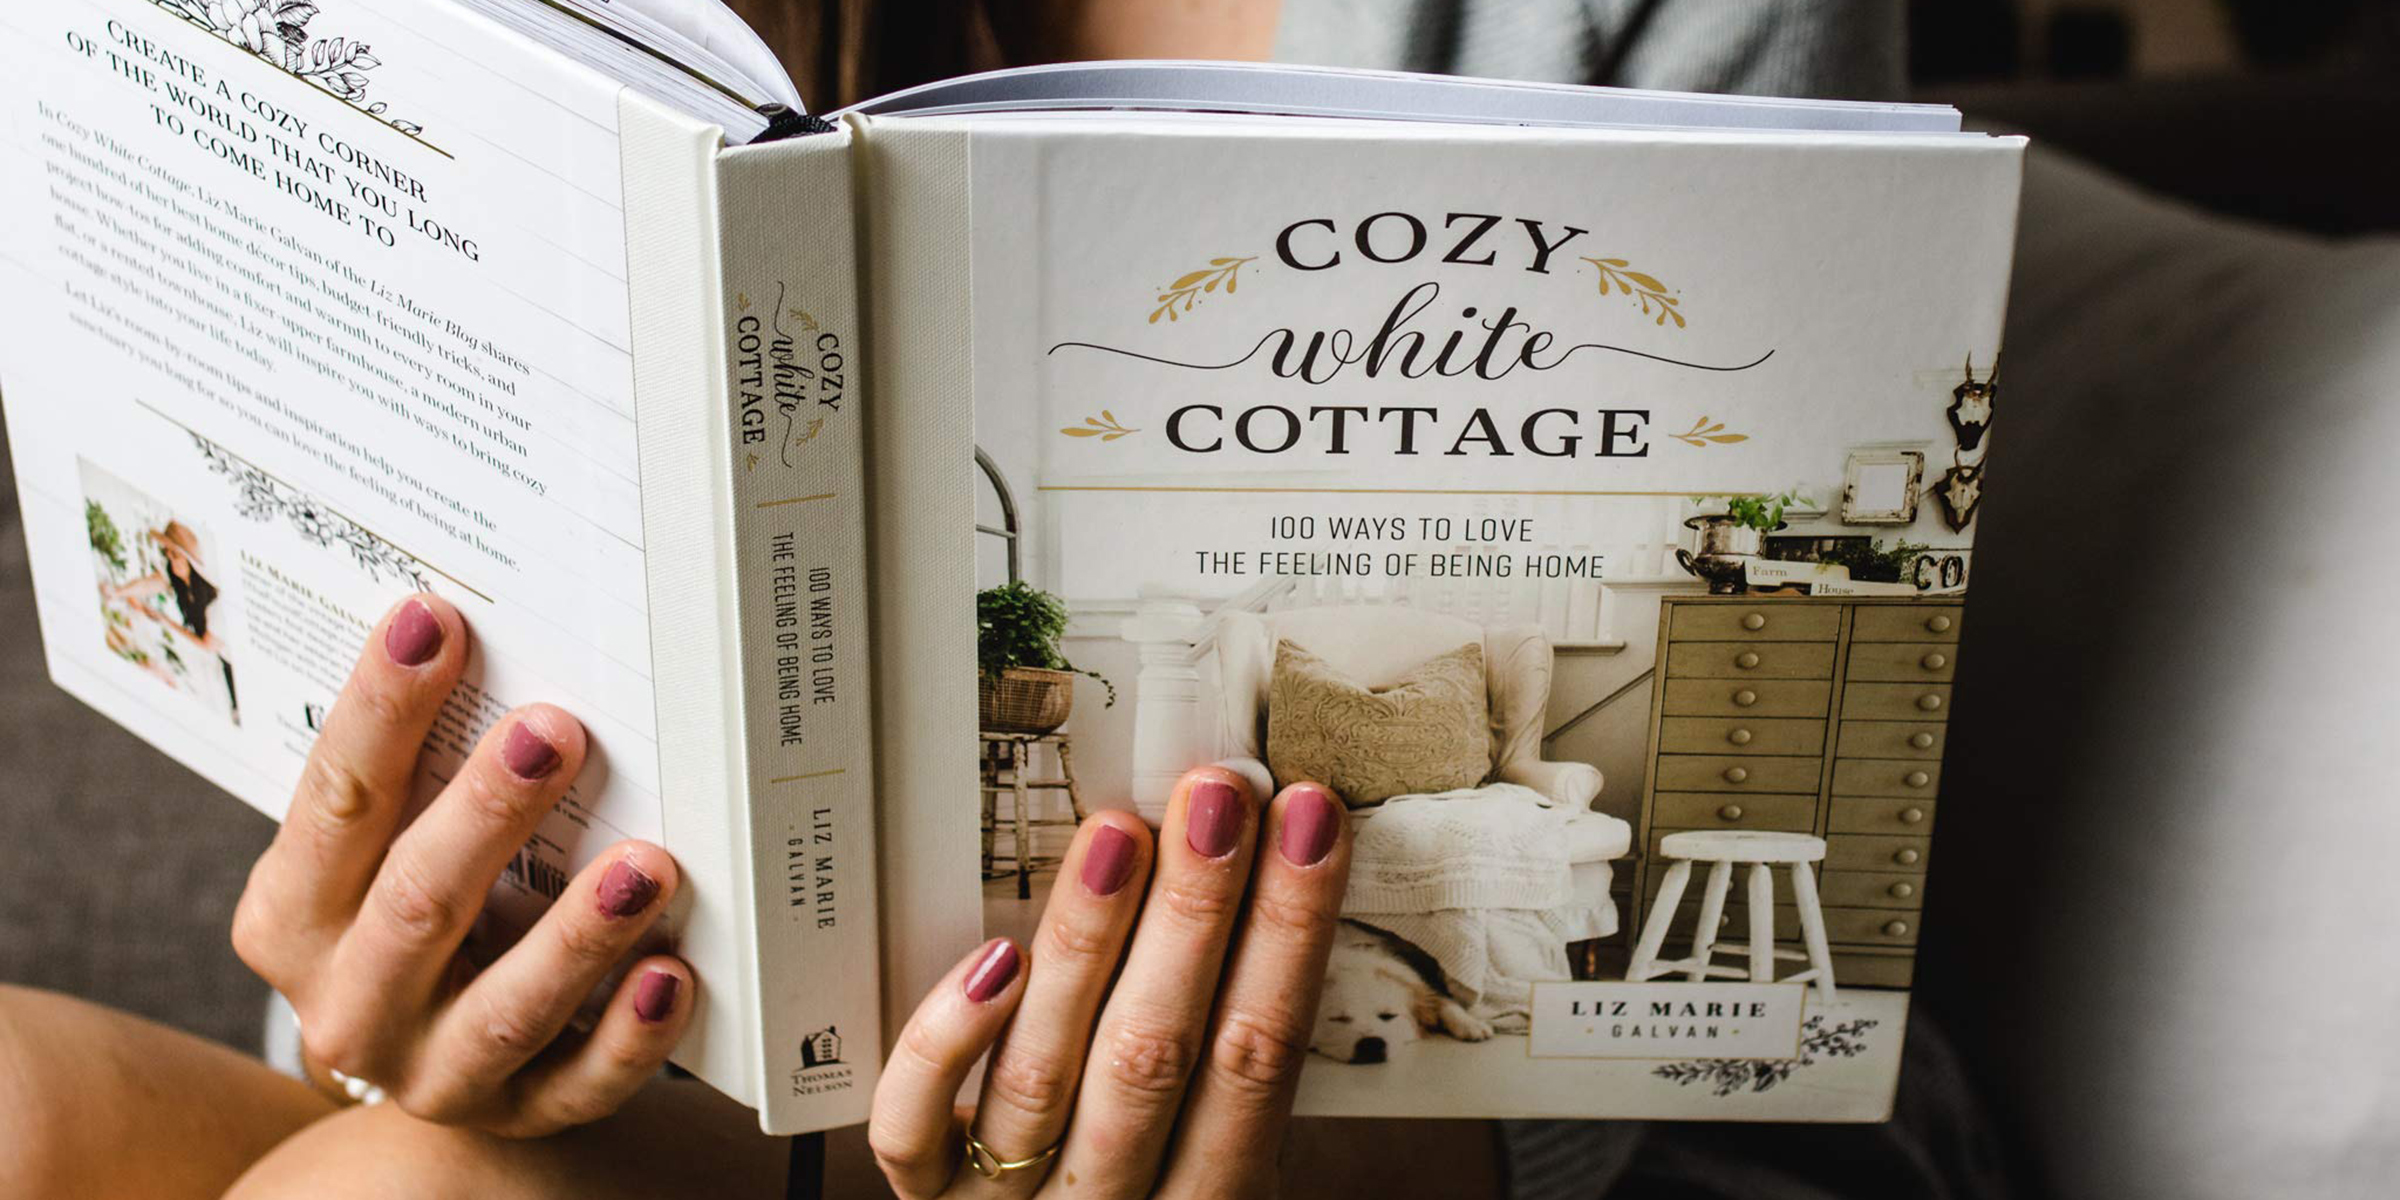 CREATE A COZY CORNER
OF THE WORLD THAT YOU LONG
TO COME HOME TO
In Cozy White Cottage, Liz Marie Galvan of the Liz Marie Blog shares
one hundred of her best home décor tips, budget-friendly tricks, and
project how-tos for adding comfort and warmth to every room in your
house. Whether you live in a fixer-upper farmhouse, a modern urban
flat, or a rented townhouse, Liz will inspire you with ways to bring cozy
cottage style into your life today.
Let Liz's room-by-room tips and inspiration help you create the
sanctuary you long for so you can love the feeling of being at home.
LIZ MARIE GALVAN
COZY
white
COTTAGE
100 WAYS TO LOVE
THE FEELING OF BEING HOME
LIZ MARIE
GALVAN
THOMAS
NELSON
COZY
white
COTTAGE
100 WAYS TO LOVE
THE FEELING OF BEING HOME
Farm
House
CO
LIZ MARIE
GALVAN